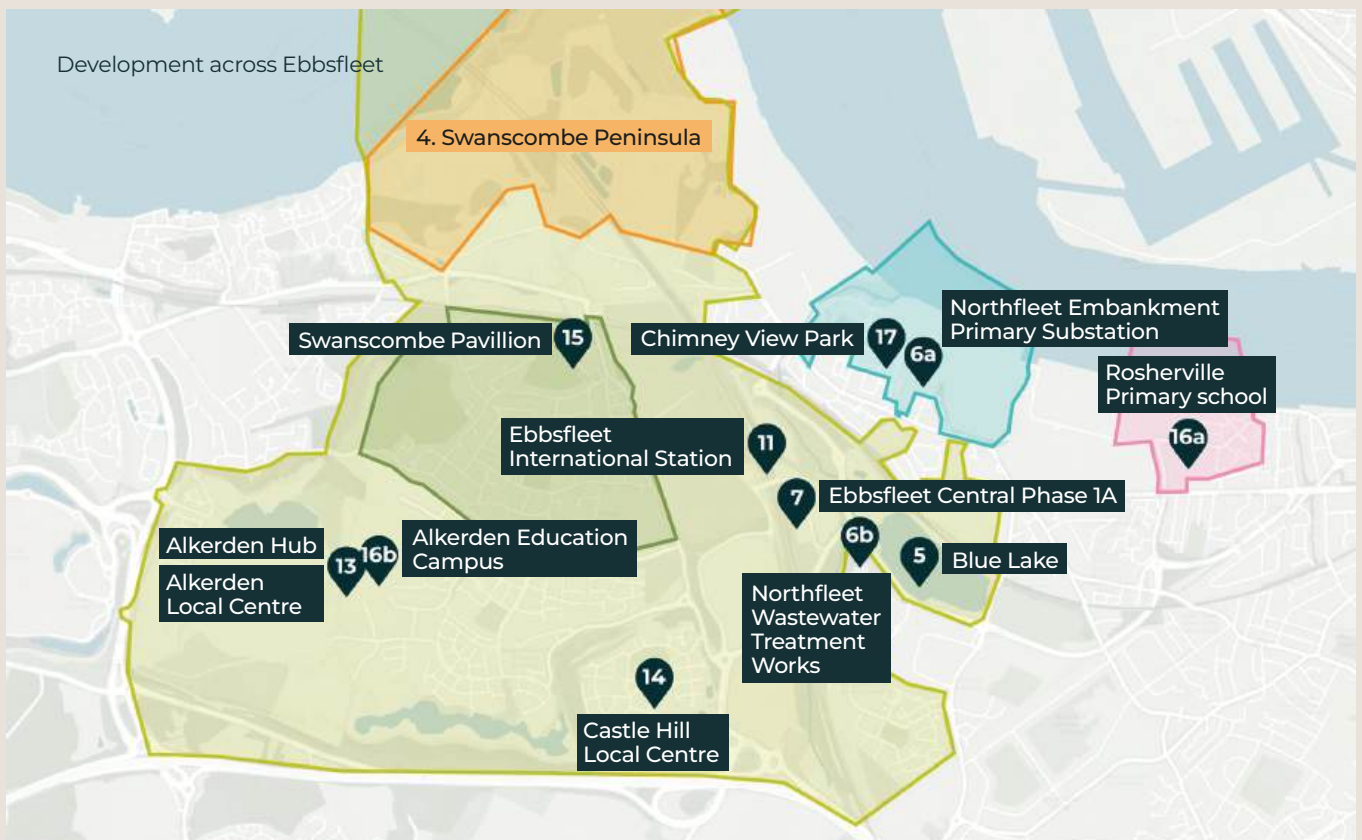 Development across Ebbsfleet
4. Swanscombe Peninsula
Swanscombe Pavillion
15
Chimney View Park
17
6a
Northfleet Embankment
Primary Substation
Rosherville
Primary school
16a
Ebbsfleet
International Station
11
7
Ebbsfleet Central Phase 1A
6b
Northfleet
Wastewater
Treatment
Works
5
Blue Lake
Alkerden Hub
Alkerden
Local Centre
13
16b
Alkerden Education
Campus
14
Castle Hill
Local Centre